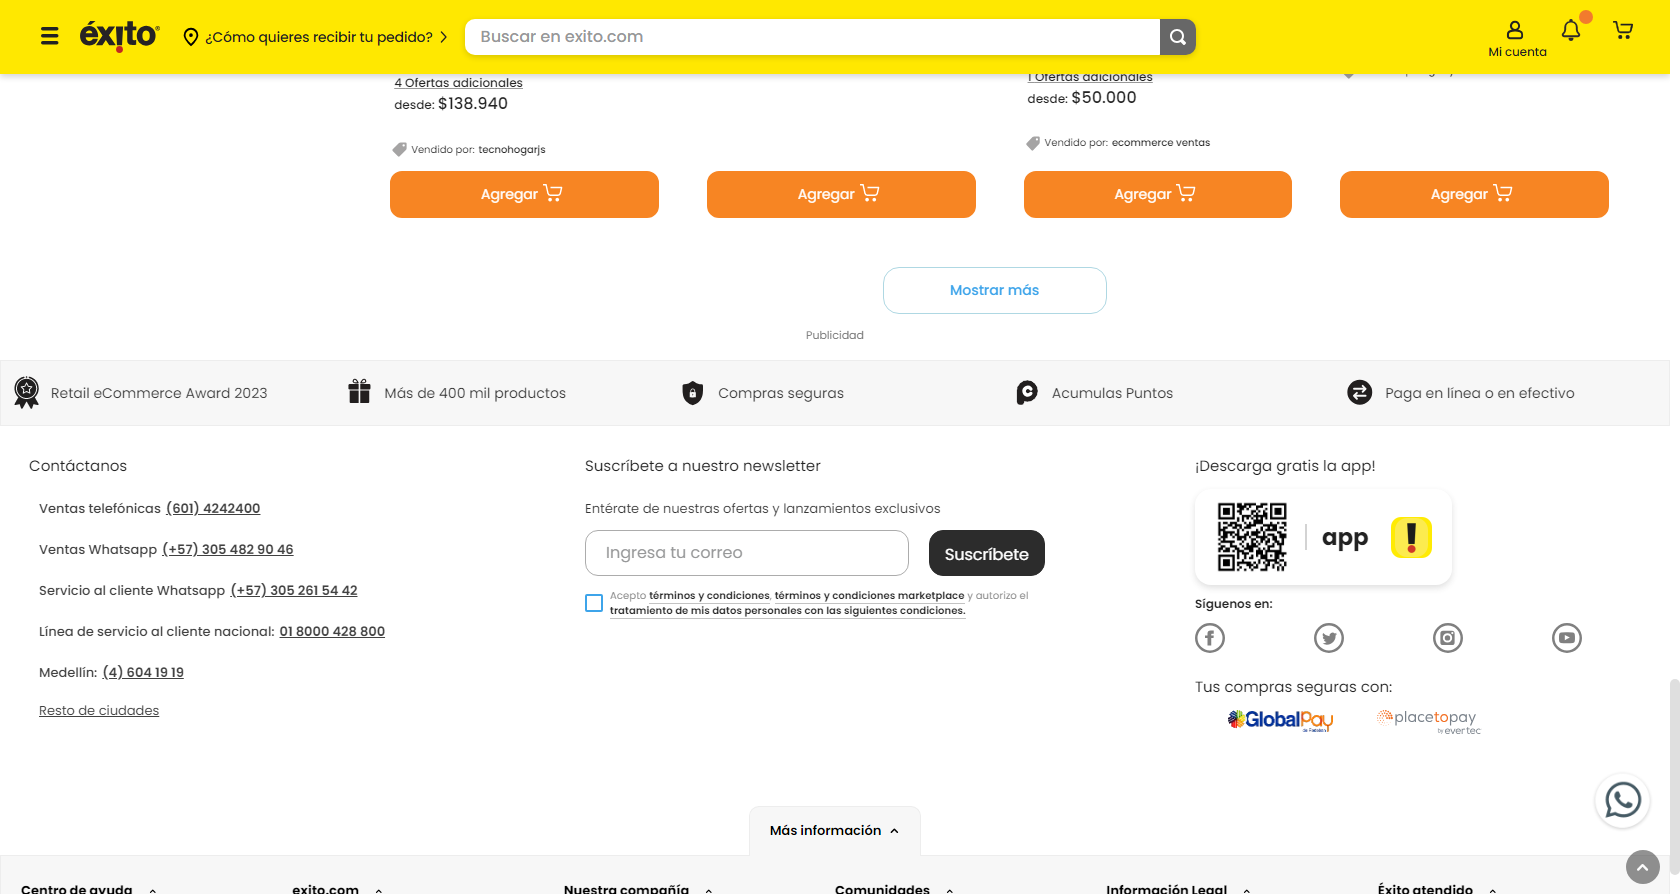 éxito
¿Cómo quieres recibir tu pedido?
Buscar en exito.com
Mi cuenta
4 Ofertas adicionales
desde: $138.940
Vendido por: tecnohogarjs
1 Ofertas adicionales
desde: $50.000
Vendido por: ecommerce ventas
Agregar
Agregar
Agregar
Agregar
Mostrar más
Publicidad
Retail eCommerce Award 2023
Más de 400 mil productos
Compras seguras
Acumulas Puntos
Paga en línea o en efectivo
Contáctanos
Ventas telefónicas (601) 4242400
Ventas Whatsapp (+57) 305 482 90 46
Servicio al cliente Whatsapp (+57) 305 261 54 42
Línea de servicio al cliente nacional: 01 8000 428 800
Medellín: (4) 604 19 19
Resto de ciudades
Suscríbete a nuestro newsletter
Entérate de nuestras ofertas y lanzamientos exclusivos
Ingresa tu correo
Suscríbete
Acepto términos y condiciones, términos y condiciones marketplace y autorizo el
tratamiento de mis datos personales con las siguientes condiciones.
¡Descarga gratis la app!
app
Síguenos en:
Tus compras seguras con:
GlobalPay
placetopay
by evertec
Más información
Centro de ayuda
exito.com
Nuestra compañía
Comunidades
Información Legal
Éxito atendido